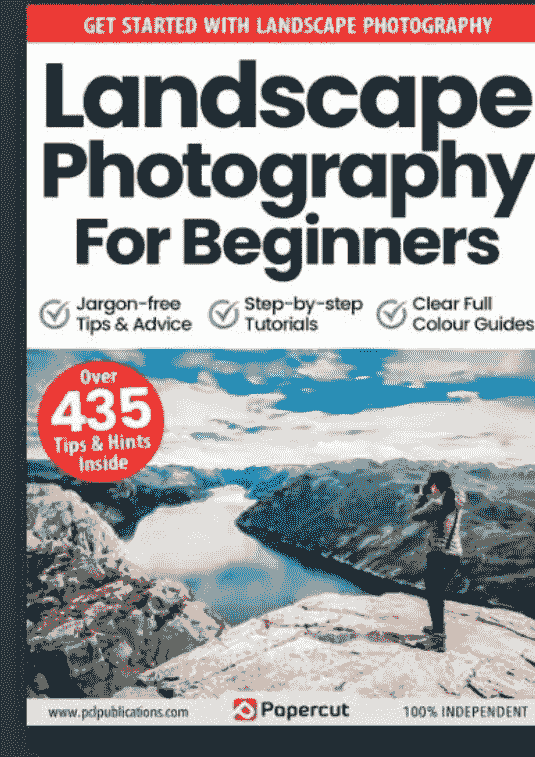 GET STARTED WITH LANDSCAPE PHOTOGRAPHY
Landscape
Photography
For Beginners
Jargon-free
Tips & Advice
Step-by-step
Tutorials
Clear Full
Colour Guides
Over
435
Tips & Hints
Inside
www.pclpublications.com
Papercut
100% INDEPENDENT